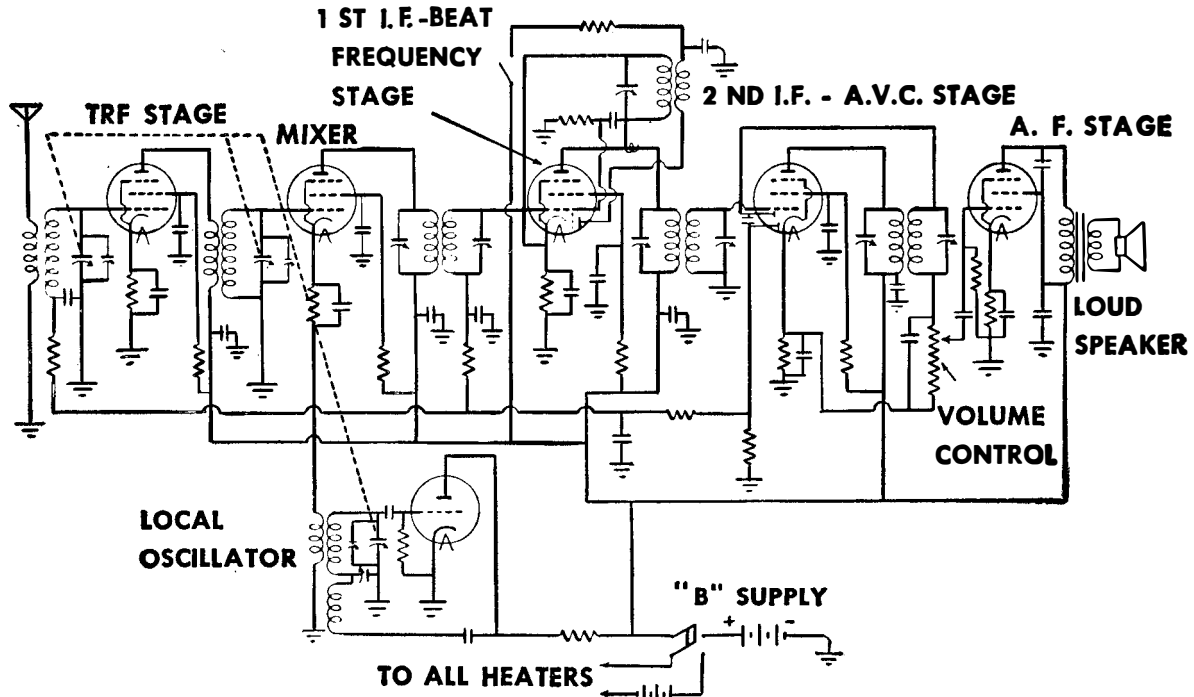 1 ST I.F.-BEAT
FREQUENCY
STAGE
TRF STAGE
MIXER
2 ND I.F. - A.V.C. STAGE
A. F. STAGE
LOUD
SPEAKER
VOLUME
CONTROL
LOCAL
OSCILLATOR
"B" SUPPLY
+ -
TO ALL HEATERS